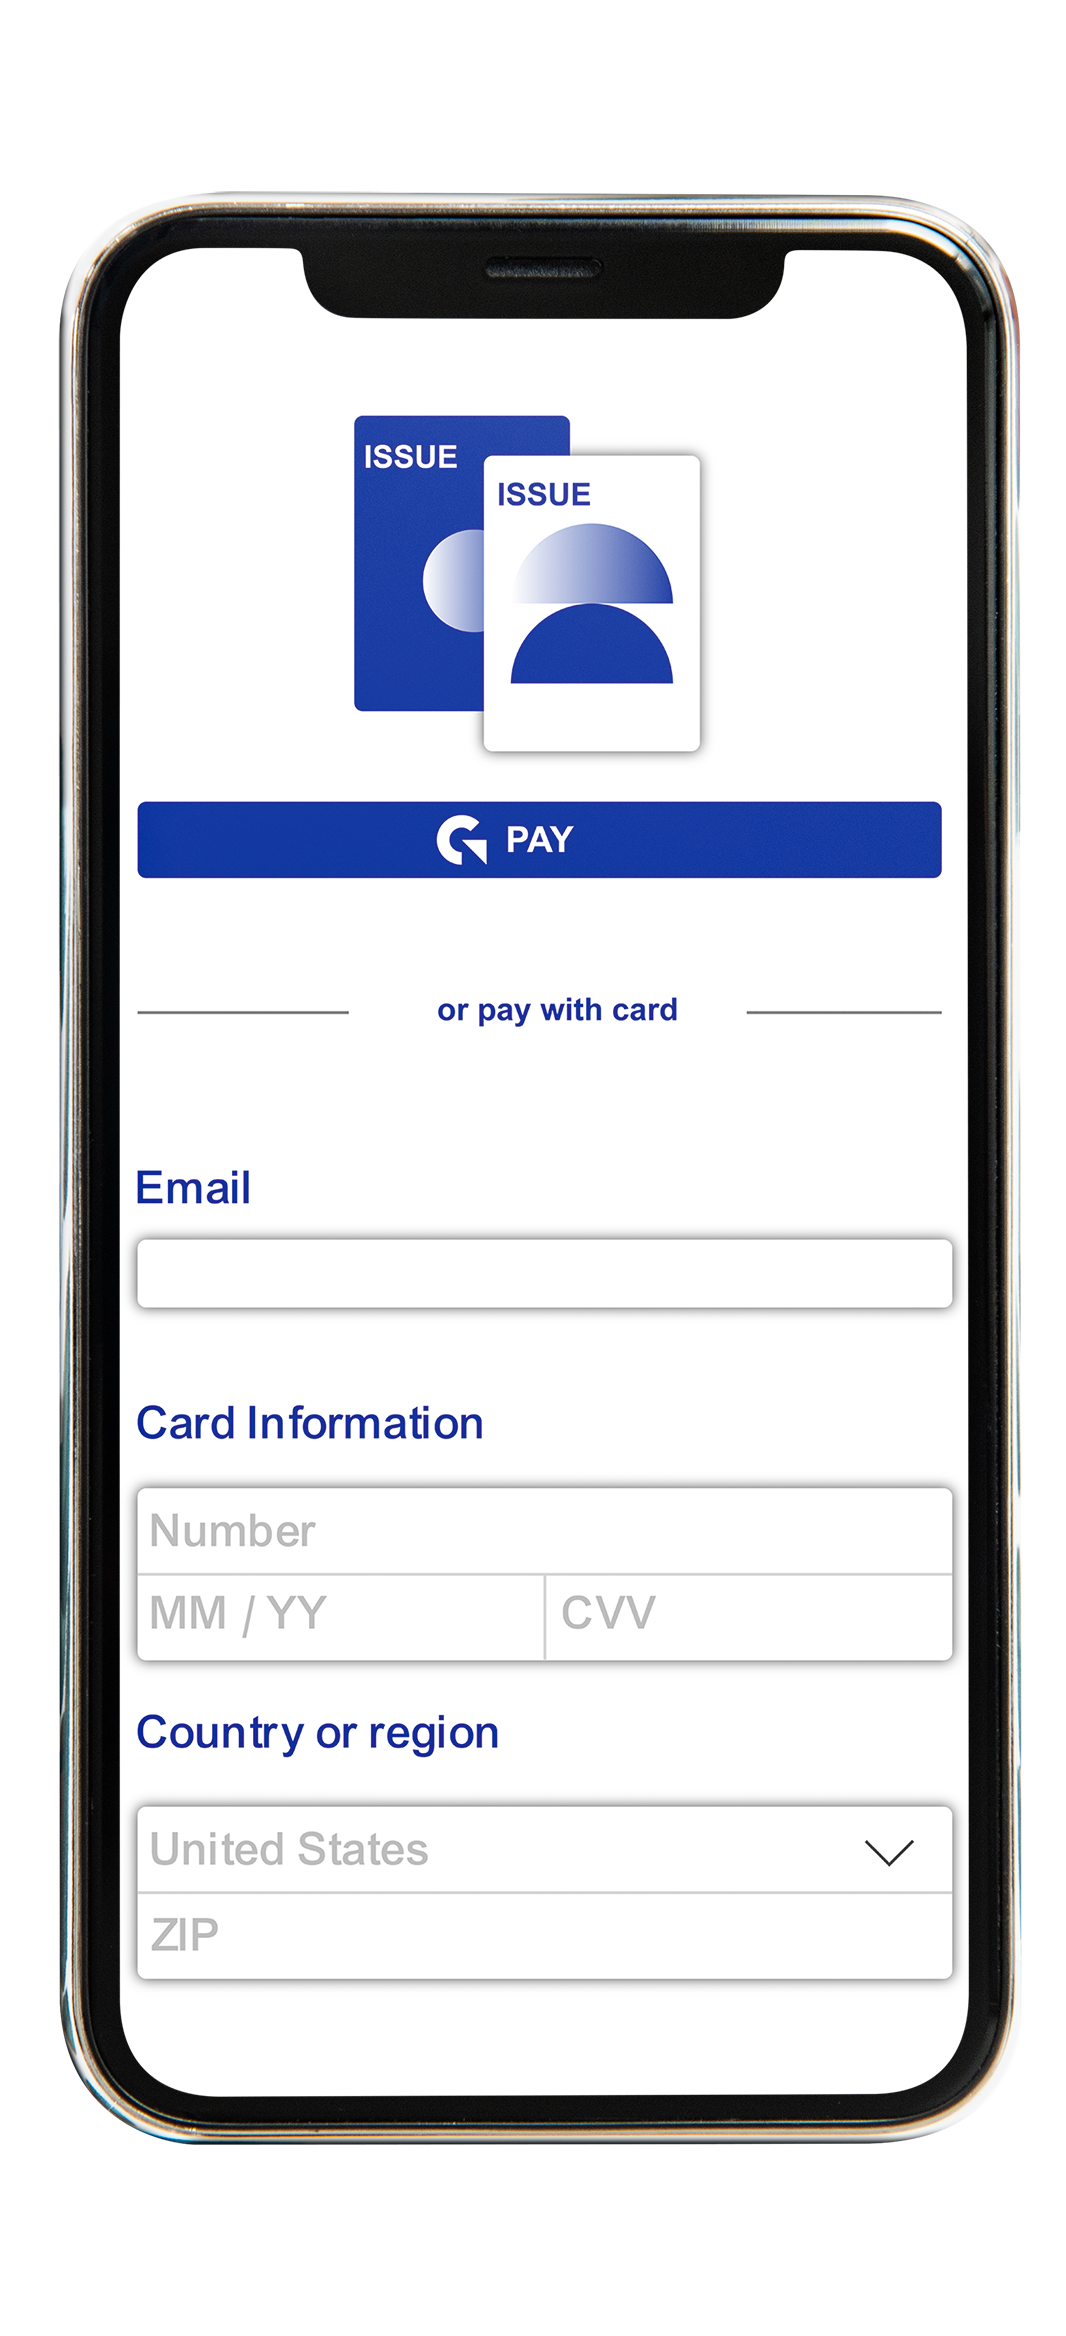 ISSUE
ISSUE
PAY
or pay with card
Email
Card Information
Number
MM / YY
CVV
Country or region
United States
ZIP